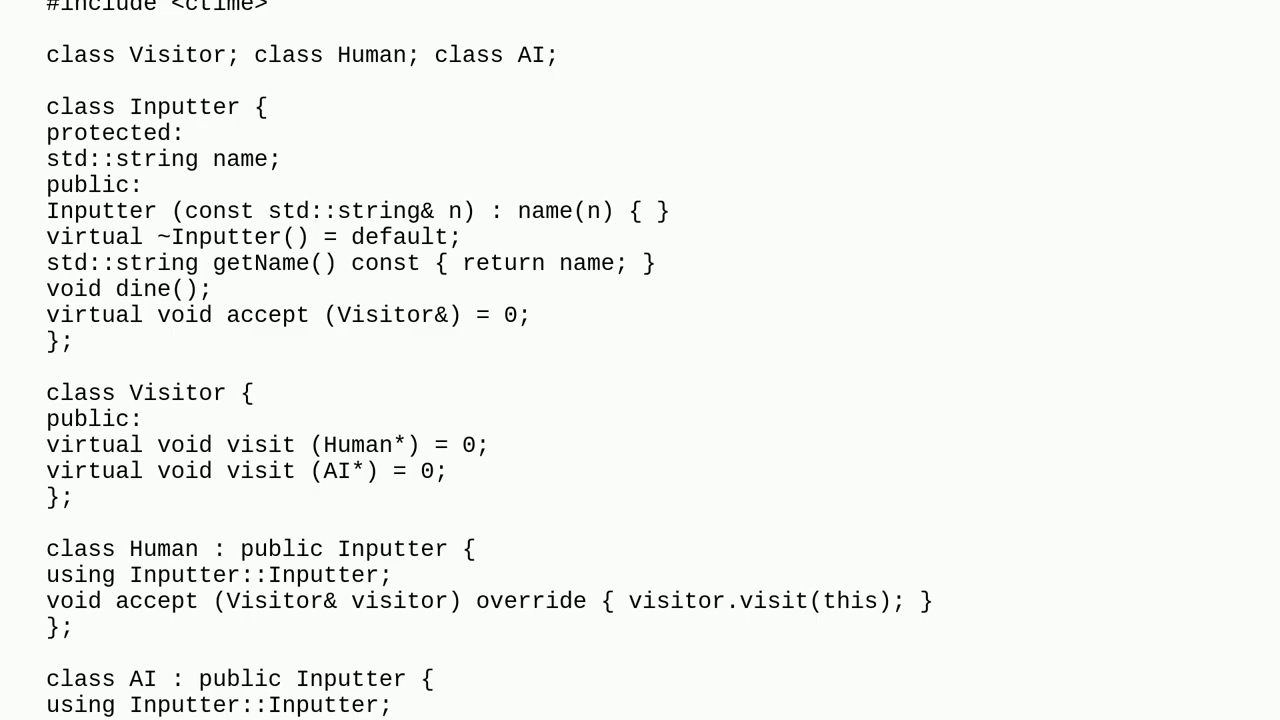 #include <ctime>
class Visitor; class Human; class AI;
class Inputter {
protected:
std::string name;
public:
Inputter (const std::string& n) : name(n) { }
virtual ~Inputter() = default;
std::string getName() const { return name; }
void dine();
virtual void accept (Visitor&) = 0;
};
class Visitor {
public:
virtual void visit (Human*) = 0;
virtual void visit (AI*) = 0;
};
class Human : public Inputter {
using Inputter::Inputter;
void accept (Visitor& visitor) override { visitor.visit(this); }
};
class AI : public Inputter {
using Inputter::Inputter;